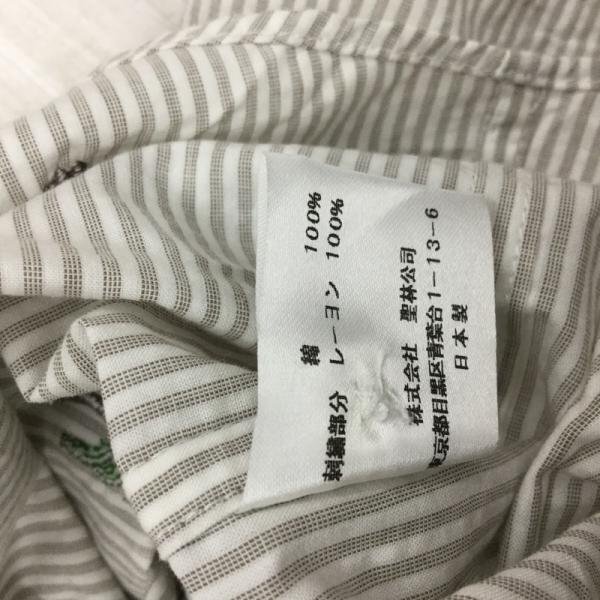 綿 100%
刺繍部分 レーヨン 100%
株式会社 聖林公司
東京都目黒区青葉台1-13-6
日本製